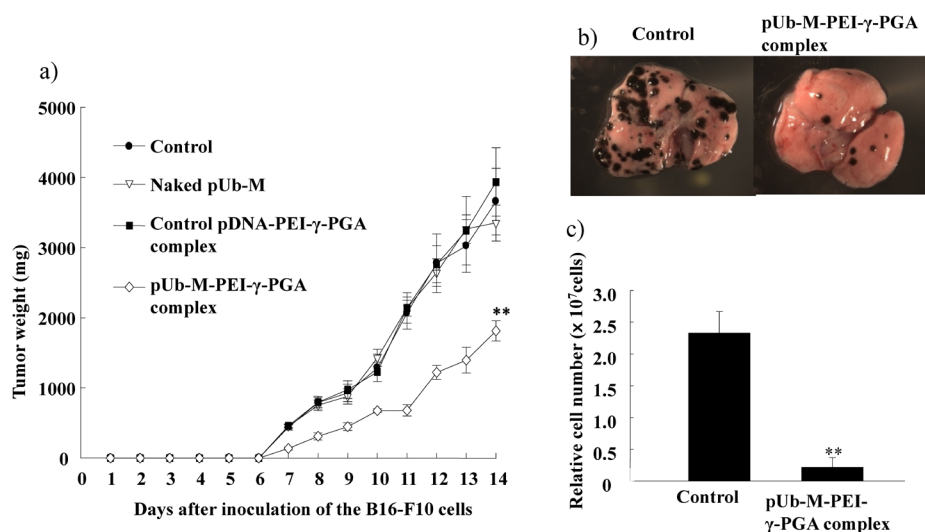 a)
5000
4000
3000
2000
1000
0
Tumor weight (mg)
Control
Naked pUb-M
Control pDNA-PEI-γ-PGA
complex
pUb-M-PEI-γ-PGA
complex
**
0 1 2 3 4 5 6 7 8 9 10 11 12 13 14
Days after inoculation of the B16-F10 cells
b)
Control
pUb-M-PEI-γ-PGA
complex
c)
Relative cell number (x 10⁷cells)
3.0
2.5
2.0
1.5
1.0
0.5
0
**
Control
pUb-M-PEI-
γ-PGA complex